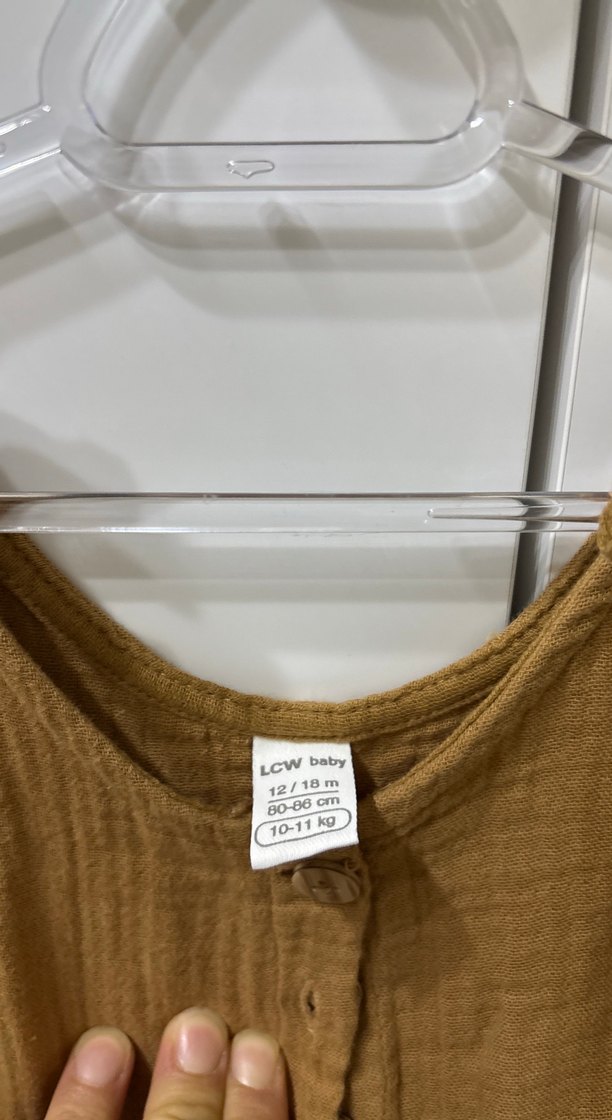 LCW baby
12 / 18 m
80-86 cm
10-11 kg